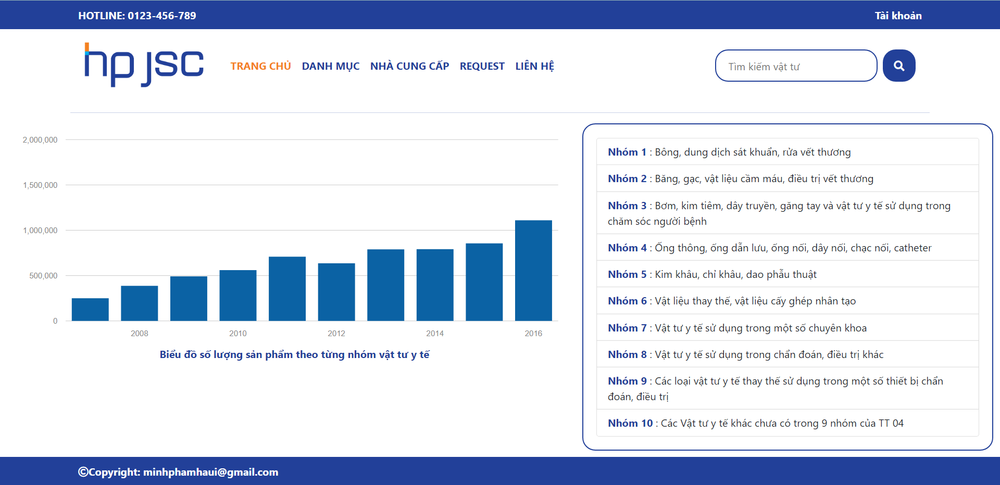 HOTLINE: 0123-456-789
Tài khoản
hp jsc
TRANG CHỦ
DANH MỤC
NHÀ CUNG CẤP
REQUEST
LIÊN HỆ
Tìm kiếm vật tư
2,000,000
1,500,000
1,000,000
500,000
0
2008
2010
2012
2014
2016
Biểu đồ số lượng sản phẩm theo từng nhóm vật tư y tế
Nhóm 1 : Bông, dung dịch sát khuẩn, rửa vết thương
Nhóm 2 : Băng, gạc, vật liệu cầm máu, điều trị vết thương
Nhóm 3 : Bơm, kim tiêm, dây truyền, găng tay và vật tư y tế sử dụng trong
chăm sóc người bệnh
Nhóm 4 : Ống thông, ống dẫn lưu, ống nối, dây nối, chạc nối, catheter
Nhóm 5 : Kim khâu, chỉ khâu, dao phẫu thuật
Nhóm 6 : Vật liệu thay thế, vật liệu cấy ghép nhân tạo
Nhóm 7 : Vật tư y tế sử dụng trong một số chuyên khoa
Nhóm 8 : Vật tư y tế sử dụng trong chẩn đoán, điều trị khác
Nhóm 9 : Các loại vật tư y tế thay thế sử dụng trong một số thiết bị chẩn
đoán, điều trị
Nhóm 10 : Các Vật tư y tế khác chưa có trong 9 nhóm của TT 04
©Copyright: minhphamhaui@gmail.com